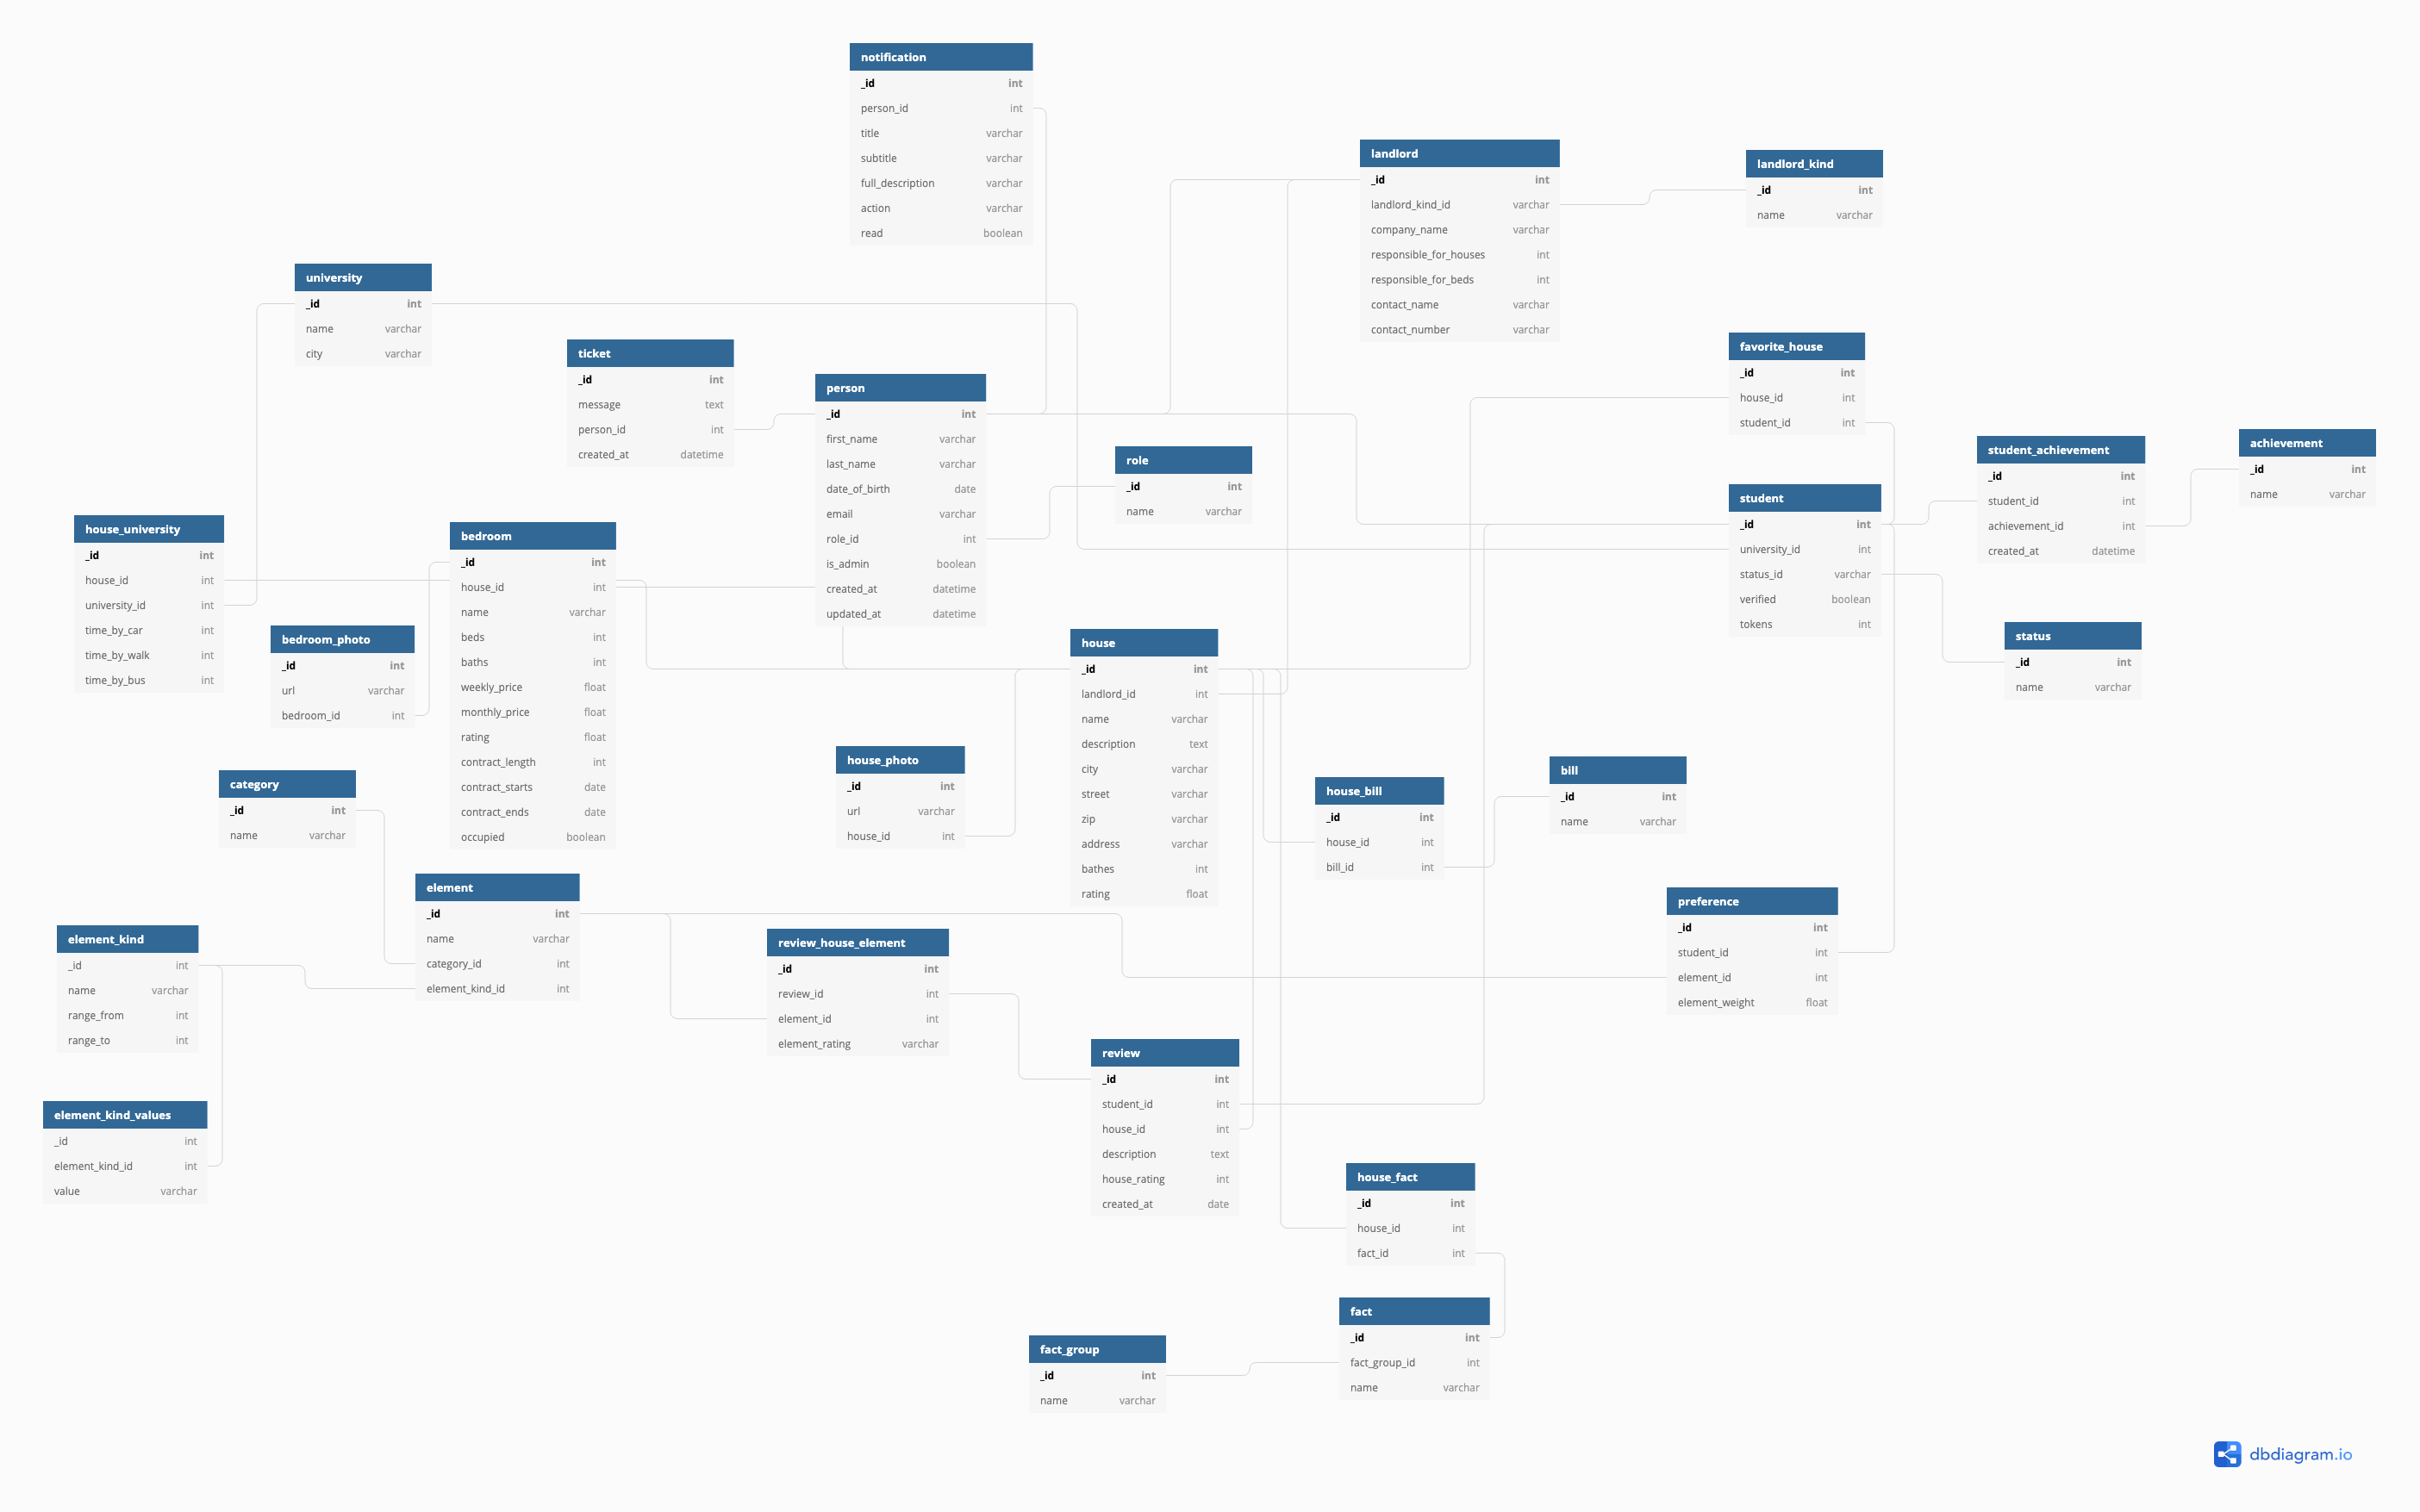 notification
_id int
person_id int
title varchar
subtitle varchar
full_description varchar
action varchar
read boolean
landlord
_id int
landlord_kind_id varchar
company_name varchar
responsible_for_houses int
responsible_for_beds int
contact_name varchar
contact_number varchar
landlord_kind
_id int
name varchar
university
_id int
name varchar
city varchar
ticket
_id int
message text
person_id int
created_at datetime
person
_id int
first_name varchar
last_name varchar
date_of_birth date
email varchar
role_id int
is_admin boolean
created_at datetime
updated_at datetime
role
_id int
name varchar
favorite_house
_id int
house_id int
student_id int
student_achievement
_id int
student_id int
achievement_id int
created_at datetime
achievement
_id int
name varchar
student
_id int
university_id int
status_id varchar
verified boolean
tokens int
status
_id int
name varchar
house_university
_id int
house_id int
university_id int
time_by_car int
time_by_walk int
time_by_bus int
bedroom_photo
_id int
url varchar
bedroom_id int
bedroom
_id int
house_id int
name varchar
beds int
baths int
weekly_price float
monthly_price float
rating float
contract_length int
contract_starts date
contract_ends date
occupied boolean
house
_id int
landlord_id int
name varchar
description text
city varchar
street varchar
zip varchar
address varchar
bathes int
rating float
house_photo
_id int
url varchar
house_id int
house_bill
_id int
house_id int
bill_id int
bill
_id int
name varchar
category
_id int
name varchar
element
_id int
name varchar
category_id int
element_kind_id int
element_kind
_id int
name varchar
range_from int
range_to int
element_kind_values
_id int
element_kind_id int
value varchar
review_house_element
_id int
review_id int
element_id int
element_rating varchar
preference
_id int
student_id int
element_id int
element_weight float
review
_id int
student_id int
house_id int
description text
house_rating int
created_at date
house_fact
_id int
house_id int
fact_id int
fact
_id int
fact_group_id int
name varchar
fact_group
_id int
name varchar
dbdiagram.io